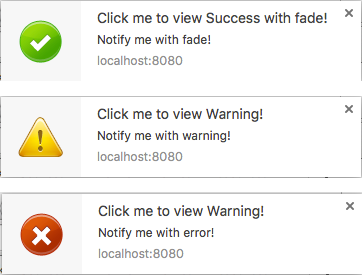 Click me to view Success with fade!
Notify me with fade!
localhost:8080
Click me to view Warning!
Notify me with warning!
localhost:8080
Click me to view Warning!
Notify me with error!
localhost:8080